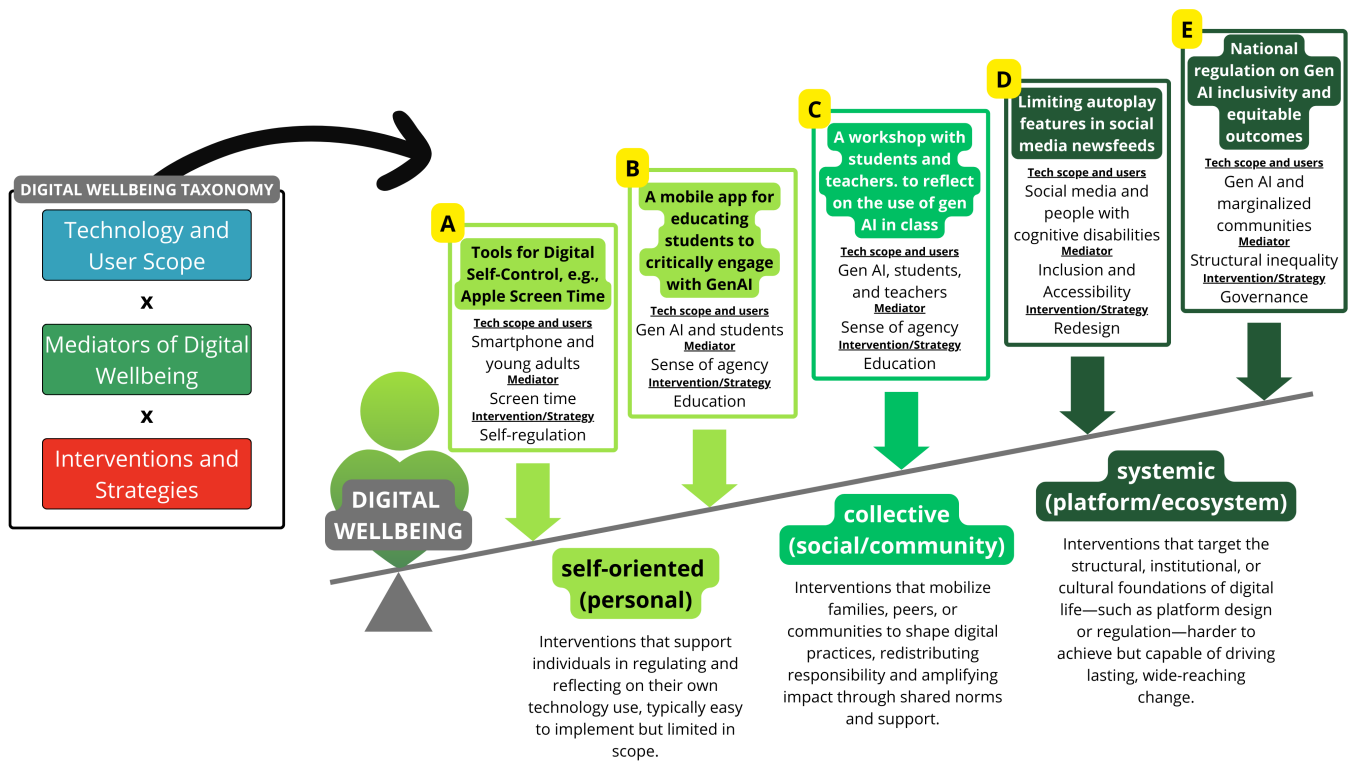 DIGITAL WELLBEING TAXONOMY
Technology and
User Scope
x
Mediators of Digital
Wellbeing
x
Interventions and
Strategies
DIGITAL
WELLBEING
A
Tools for Digital
Self-Control, e.g.,
Apple Screen Time
Tech scope and users
Smartphone and
young adults
Mediator
Screen time
Intervention/Strategy
Self-regulation
B
A mobile app for
educating
students to
critically engage
with GenAI
Tech scope and users
Gen AI and students
Mediator
Sense of agency
Intervention/Strategy
Education
C
A workshop with
students and
teachers. to reflect
on the use of gen
AI in class
Tech scope and users
Gen AI, students,
and teachers
Mediator
Sense of agency
Intervention/Strategy
Education
D
Limiting autoplay
features in social
media newsfeeds
Tech scope and users
Social media and
people with
cognitive disabilities
Mediator
Inclusion and
Accessibility
Intervention/Strategy
Redesign
E
National
regulation on Gen
AI inclusivity and
equitable
outcomes
Tech scope and users
Gen AI and
marginalized
communities
Mediator
Structural inequality
Intervention/Strategy
Governance
self-oriented
(personal)
Interventions that support
individuals in regulating and
reflecting on their own
technology use, typically easy
to implement but limited in
scope.
collective
(social/community)
Interventions that mobilize
families, peers, or
communities to shape digital
practices, redistributing
responsibility and amplifying
impact through shared norms
and support.
systemic
(platform/ecosystem)
Interventions that target the
structural, institutional, or
cultural foundations of digital
life—such as platform design
or regulation—harder to
achieve but capable of driving
lasting, wide-reaching
change.